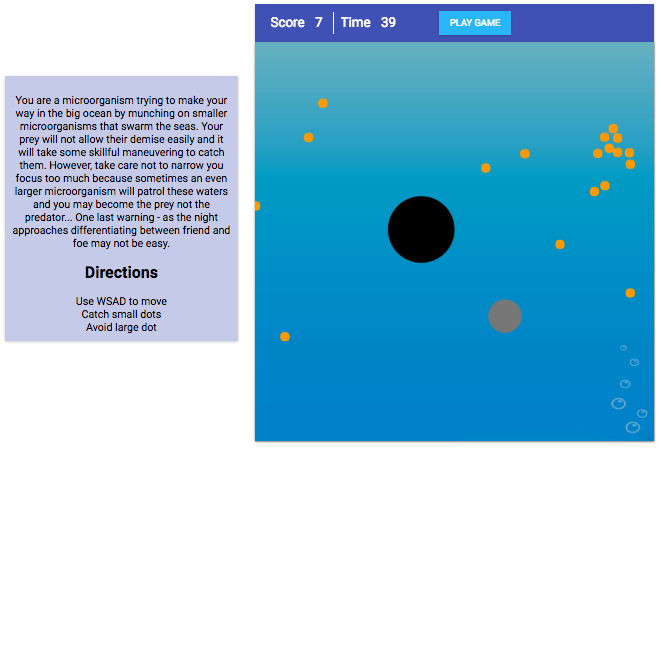 Score 7 Time 39 PLAY GAME
You are a microorganism trying to make your
way in the big ocean by munching on smaller
microorganisms that swarm the seas. Your
prey will not allow their demise easily and it
will take some skillful maneuvering to catch
them. However, take care not to narrow you
focus too much because sometimes an even
larger microorganism will patrol these waters
and you may become the prey not the
predator... One last warning - as the night
approaches differentiating between friend and
foe may not be easy.
Directions
Use WSAD to move
Catch small dots
Avoid large dot